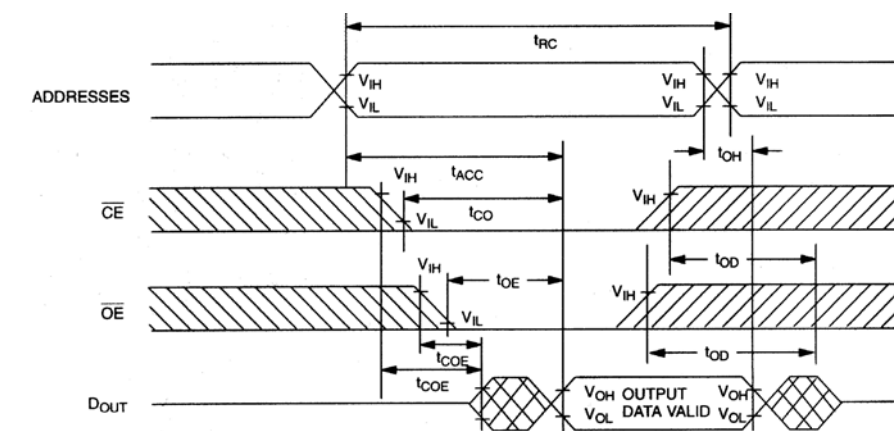 tRC
ADDRESSES
VIH VIH VIH
VIL VIL VIL
tOH
tACC
VIH
CE VIH
tCO
VIL
tOD
VIH tOE
OE VIH
VIL
tOD
tCOE
tCOE
DOUT
VOH OUTPUT VOH
VOL DATA VALID VOL